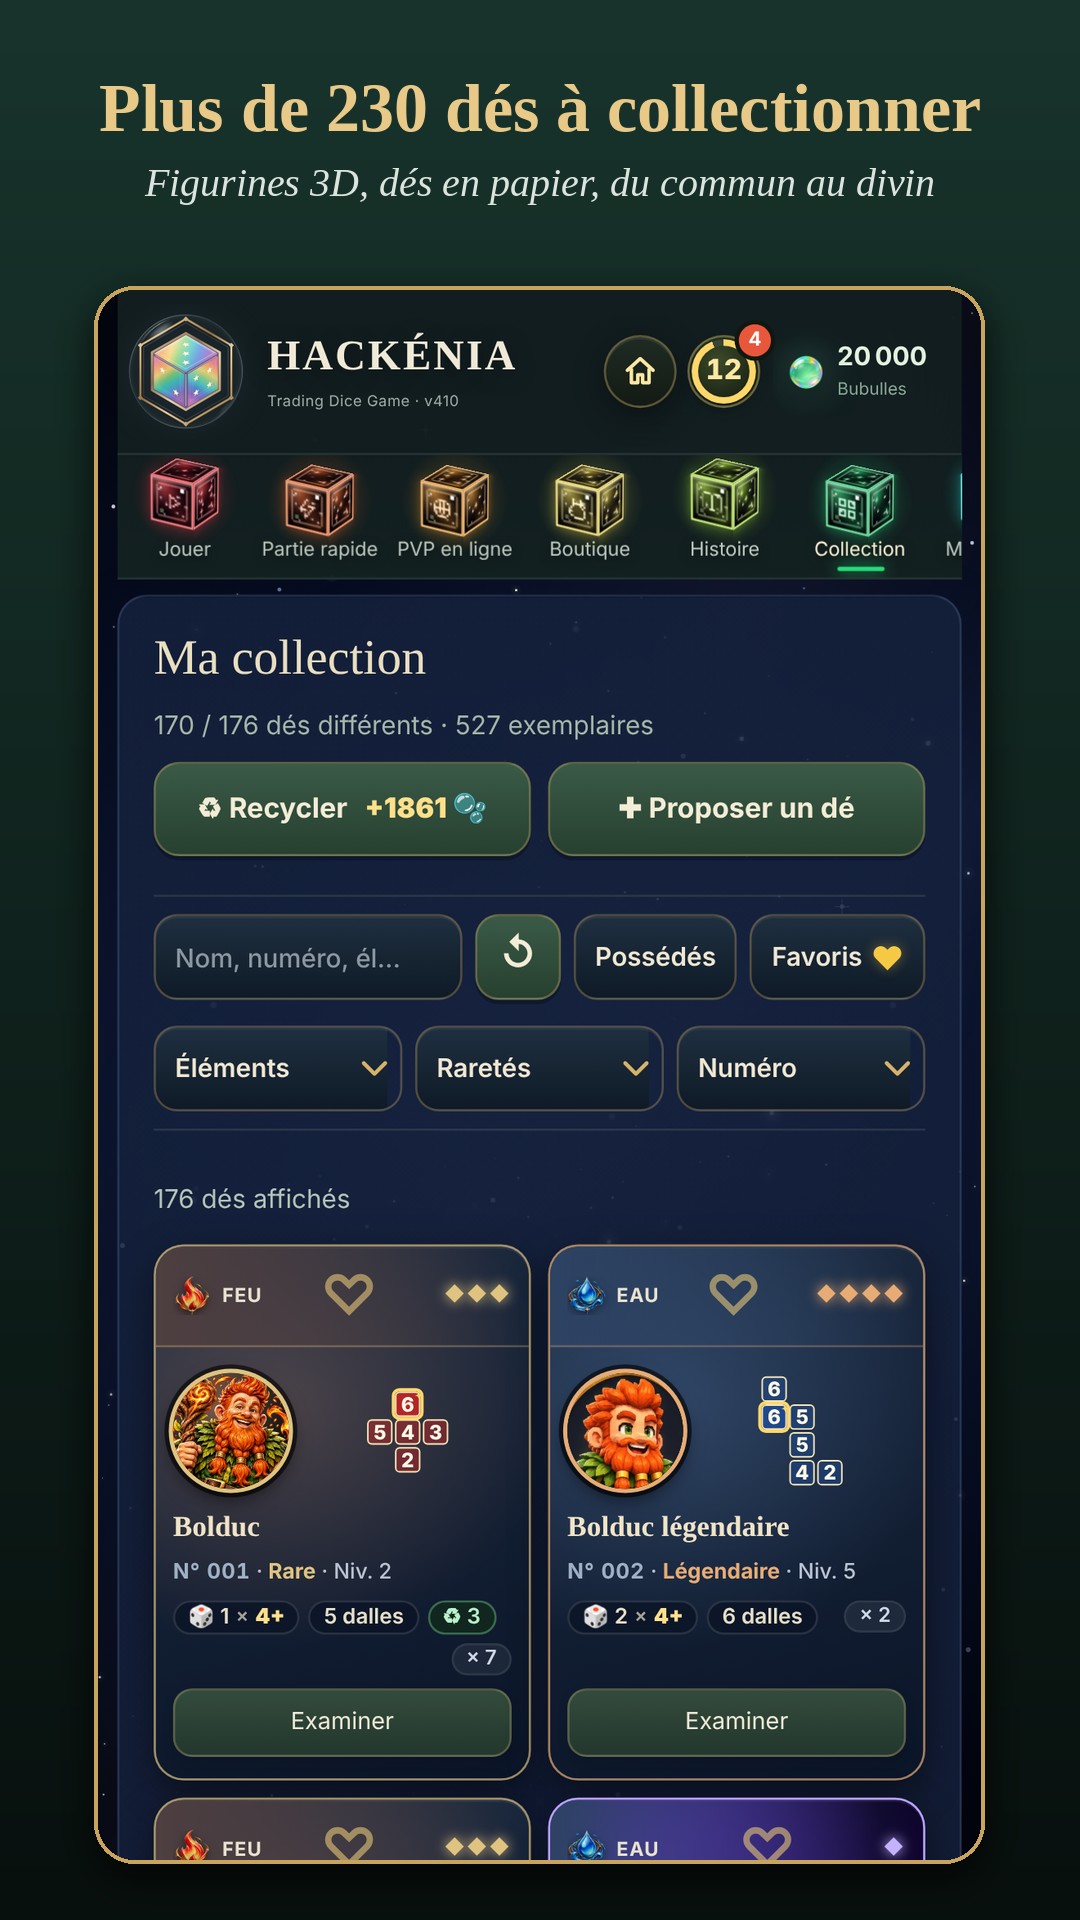 Plus de 230 dés à collectionner
Figurines 3D, dés en papier, du commun au divin
HACKÉNIA
Trading Dice Game · v410
12
4
20 000
Bubulles
Jouer
Partie rapide
PVP en ligne
Boutique
Histoire
Collection
M
Ma collection
170 / 176 dés différents · 527 exemplaires
♻ Recycler +1861
✚ Proposer un dé
Nom, numéro, él...
Possédés
Favoris
Éléments
Raretés
Numéro
176 dés affichés
FEU
6
5 4 3
2
Bolduc
N° 001 · Rare · Niv. 2
1 × 4+
5 dalles
♻ 3
× 7
Examiner
EAU
6
6 5
5
4 2
Bolduc légendaire
N° 002 · Légendaire · Niv. 5
2 × 4+
6 dalles
× 2
Examiner
FEU
EAU